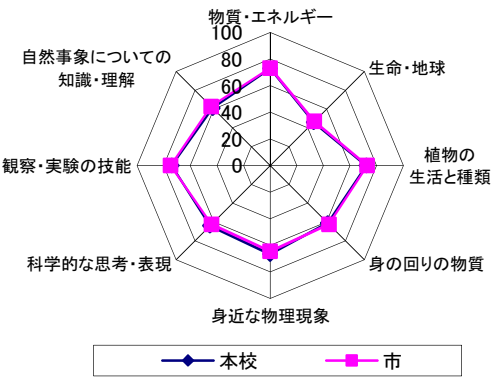 物質・エネルギー
生命・地球
植物の
生活と種類
身の回りの物質
身近な物理現象
科学的な思考・表現
観察・実験の技能
自然事象についての
知識・理解
100
80
60
40
20
0
本校
市